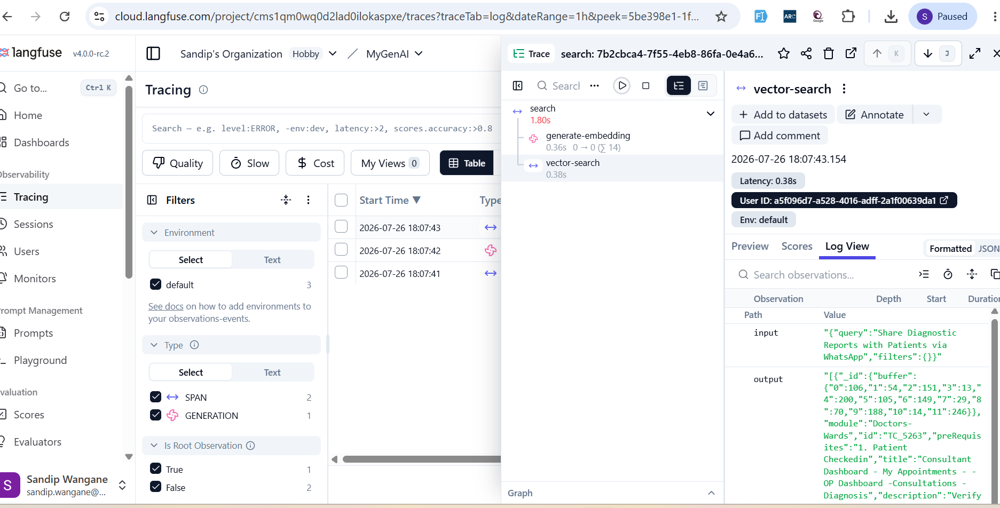 cloud.langfuse.com/project/cms1qm0wq0d2lad0ilokaspxe/traces?traceTab=log&dateRange=1h&peek=5be398e1-1f...
FI
ARC
Qeagle
S
Paused
langfuse
v4.0.0-rc.2
Go to...
Ctrl K
Home
Dashboards
Observability
Tracing
Sessions
Users
Monitors
Prompt Management
Prompts
Playground
Evaluation
Scores
Evaluators
S
Sandip Wangane
sandip.wangane@...
Sandip's Organization
Hobby
MyGenAI
Tracing
Search — e.g. level:ERROR, -env:dev, latency:>2, scores.accuracy:>0.8
Quality
Slow
Cost
My Views 0
Table
Filters
Environment
Select
Text
default
3
See docs on how to add environments to
your observations-events.
Type
Select
Text
SPAN
2
GENERATION
1
Is Root Observation
True
1
False
2
Start Time
Type
2026-07-26 18:07:43
2026-07-26 18:07:42
2026-07-26 18:07:41
Trace
search: 7b2cbca4-7f55-4eb8-86fa-0e4a6...
K
J
Search
search
1.80s
generate-embedding
0.36s 0 → 0 (∑ 14)
vector-search
0.38s
Graph
vector-search
Add to datasets
Annotate
Add comment
2026-07-26 18:07:43.154
Latency: 0.38s
User ID: a5f096d7-a528-4016-adff-2a1f00639da1
Env: default
Preview
Scores
Log View
Formatted
JSON
Search observations...
Observation
Depth
Start
Duration
Path
Value
input
"{"query":"Share Diagnostic
Reports with Patients via
WhatsApp","filters":{}}"
output
"[{"_id":{"buffer":
{"0":106,"1":54,"2":151,"3":13,"
4":200,"5":105,"6":149,"7":29,"8
":70,"9":188,"10":14,"11":246}},
"module":"Doctors-
Wards","id":"TC_5263","preRequis
ites":"1. Patient
Checkedin","title":"Consultant
Dashboard - My Appointments - -
OP Dashboard -Consultations -
Diagnosis","description":"Verify